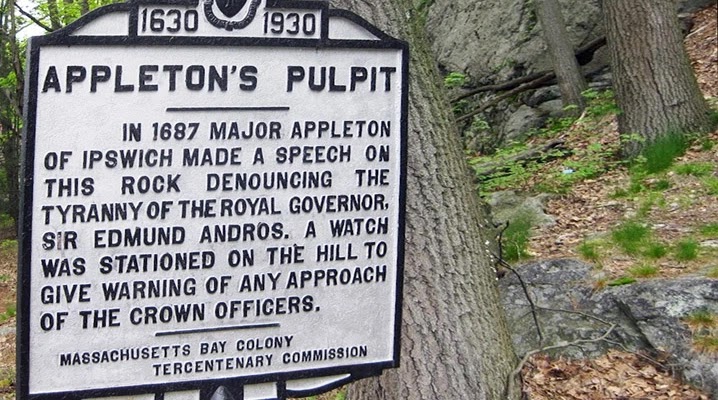 1630 1930
APPLETON'S PULPIT
IN 1687 MAJOR APPLETON
OF IPSWICH MADE A SPEECH ON
THIS ROCK DENOUNCING THE
TYRANNY OF THE ROYAL GOVERNOR,
SIR EDMUND ANDROS. A WATCH
WAS STATIONED ON THE HILL TO
GIVE WARNING OF ANY APPROACH
OF THE CROWN OFFICERS.
MASSACHUSETTS BAY COLONY
TERCENTENARY COMMISSION